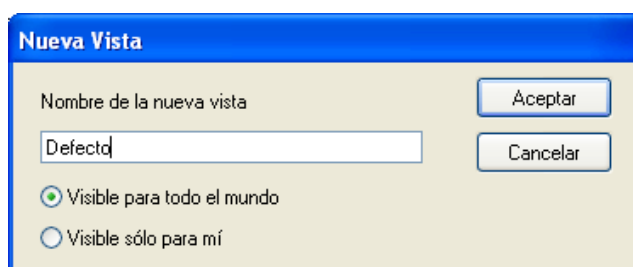 Nueva Vista
Nombre de la nueva vista
Aceptar
Defecto
Cancelar
Visible para todo el mundo
Visible sólo para mí